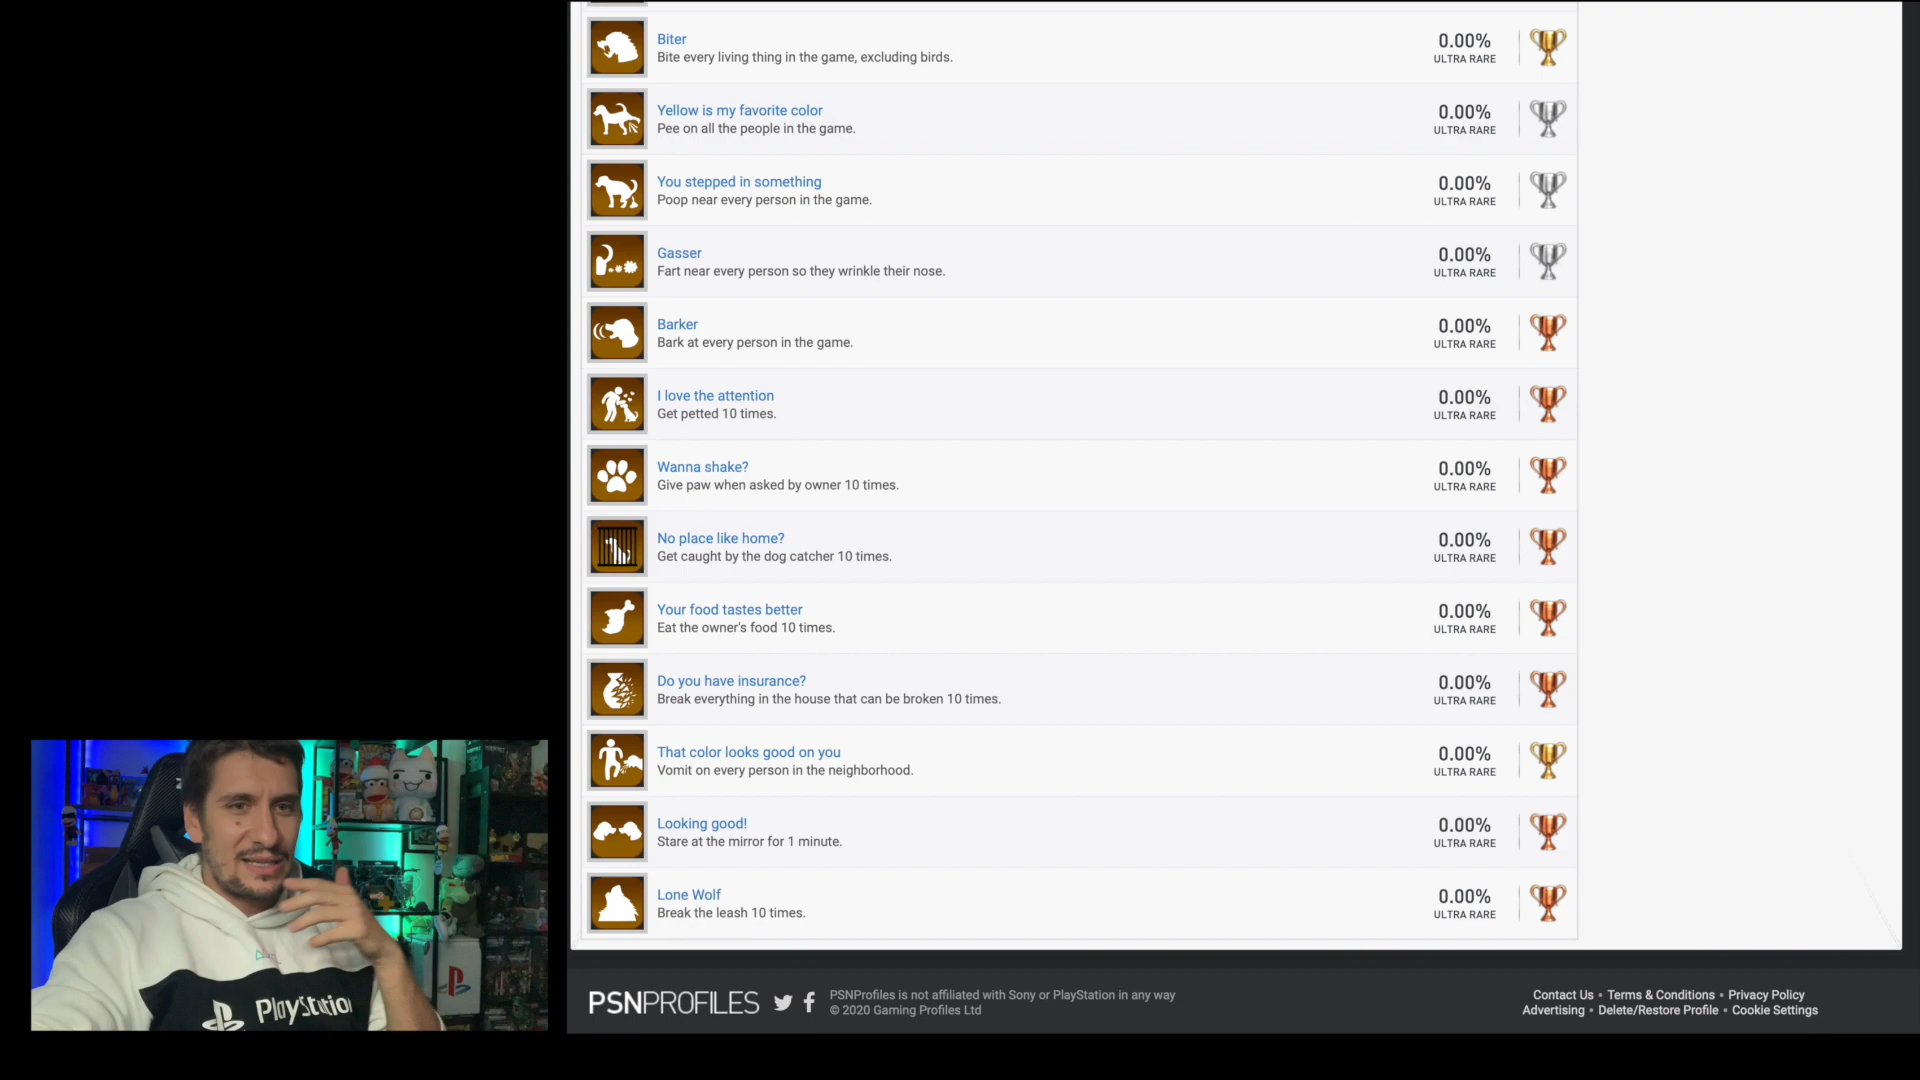 Biter
Bite every living thing in the game, excluding birds.
0.00%
ULTRA RARE
Yellow is my favorite color
Pee on all the people in the game.
0.00%
ULTRA RARE
You stepped in something
Poop near every person in the game.
0.00%
ULTRA RARE
Gasser
Fart near every person so they wrinkle their nose.
0.00%
ULTRA RARE
Barker
Bark at every person in the game.
0.00%
ULTRA RARE
I love the attention
Get petted 10 times.
0.00%
ULTRA RARE
Wanna shake?
Give paw when asked by owner 10 times.
0.00%
ULTRA RARE
No place like home?
Get caught by the dog catcher 10 times.
0.00%
ULTRA RARE
Your food tastes better
Eat the owner's food 10 times.
0.00%
ULTRA RARE
Do you have insurance?
Break everything in the house that can be broken 10 times.
0.00%
ULTRA RARE
That color looks good on you
Vomit on every person in the neighborhood.
0.00%
ULTRA RARE
Looking good!
Stare at the mirror for 1 minute.
0.00%
ULTRA RARE
Lone Wolf
Break the leash 10 times.
0.00%
ULTRA RARE
PlayStation
PSNPROFILES
PSNProfiles is not affiliated with Sony or PlayStation in any way
© 2020 Gaming Profiles Ltd
Contact Us • Terms & Conditions • Privacy Policy
Advertising • Delete/Restore Profile • Cookie Settings